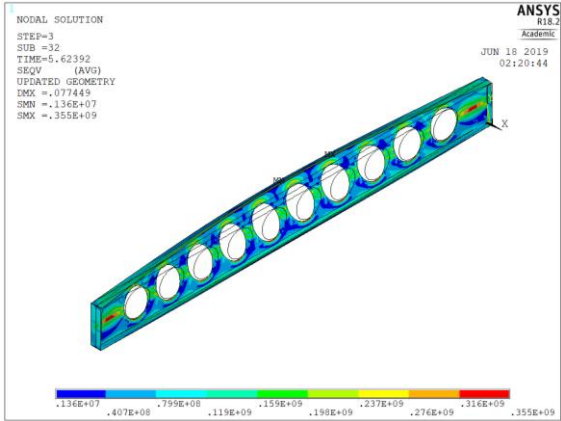 1
NODAL SOLUTION
STEP=3
SUB =32
TIME=5.62392
SEQV     (AVG)
UPDATED GEOMETRY
DMX =.077449
SMN =.136E+07
SMX =.355E+09
ANSYS
R18.2
Academic
JUN 18 2019
02:20:44
X
MX
.136E+07
.407E+08
.799E+08
.119E+09
.159E+09
.198E+09
.237E+09
.276E+09
.316E+09
.355E+09